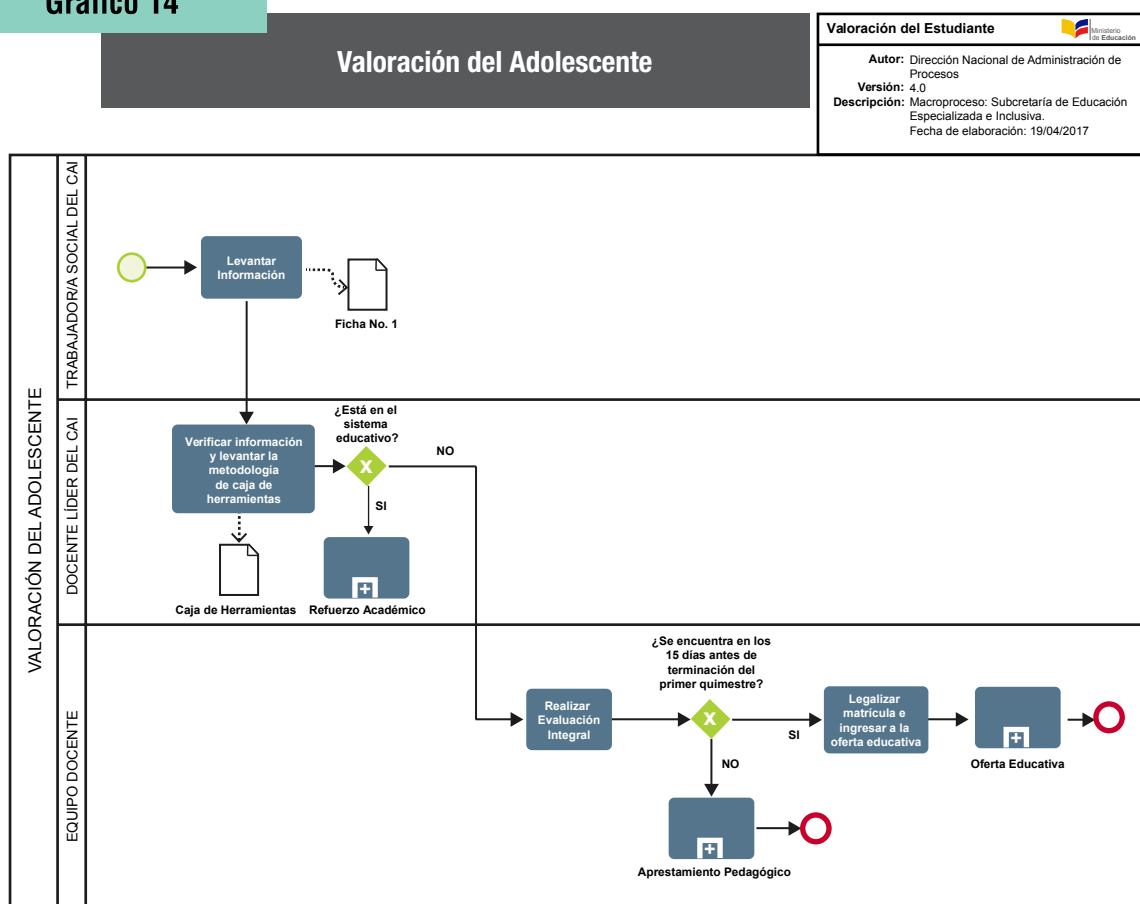 Gráfico 14
Valoración del Adolescente
Valoración del Estudiante
Ministerio
de Educación
Autor: Dirección Nacional de Administración de
Procesos
Versión: 4.0
Descripción: Macroproceso: Subcretaría de Educación
Especializada e Inclusiva.
Fecha de elaboración: 19/04/2017
VALORACIÓN DEL ADOLESCENTE
TRABAJADOR/A SOCIAL DEL CAI
Levantar
Información
Ficha No. 1
DOCENTE LÍDER DEL CAI
Verificar información
y levantar la
metodología
de caja de
herramientas
¿Está en el
sistema
educativo?
X
NO
SI
Caja de Herramientas
Refuerzo Académico
EQUIPO DOCENTE
Realizar
Evaluación
Integral
¿Se encuentra en los
15 días antes de
terminación del
primer quimestre?
X
SI
NO
Legalizar
matrícula e
ingresar a la
oferta educativa
Oferta Educativa
Aprestamiento Pedagógico